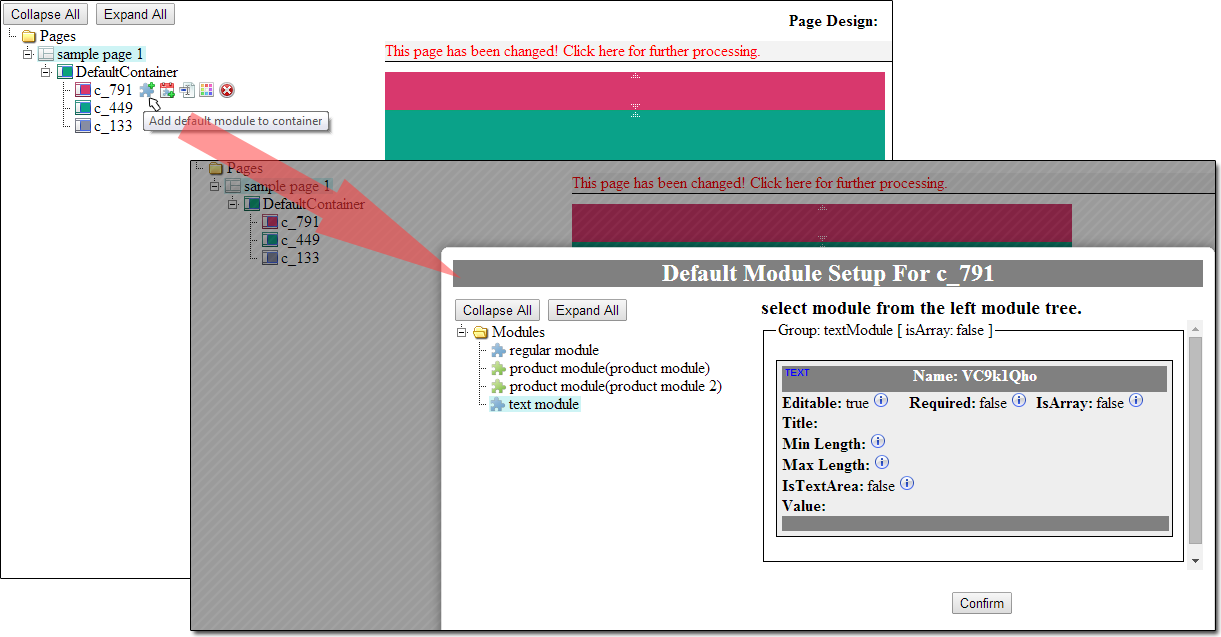 Collapse All Expand All
Page Design:
Pages
sample page 1
This page has been changed! Click here for further processing.
DefaultContainer
c_791
c_449
Add default module to container
c_133
Pages
sample page 1
This page has been changed! Click here for further processing.
DefaultContainer
c_791
c_449
c_133
Default Module Setup For c_791
Collapse All Expand All
select module from the left module tree.
Modules
Group: textModule [ isArray: false ]
regular module
product module(product module)
product module(product module 2)
text module
TEXT Name: VC9k1Qho
Editable: true Required: false IsArray: false
Title:
Min Length:
Max Length:
IsTextArea: false
Value:
Confirm